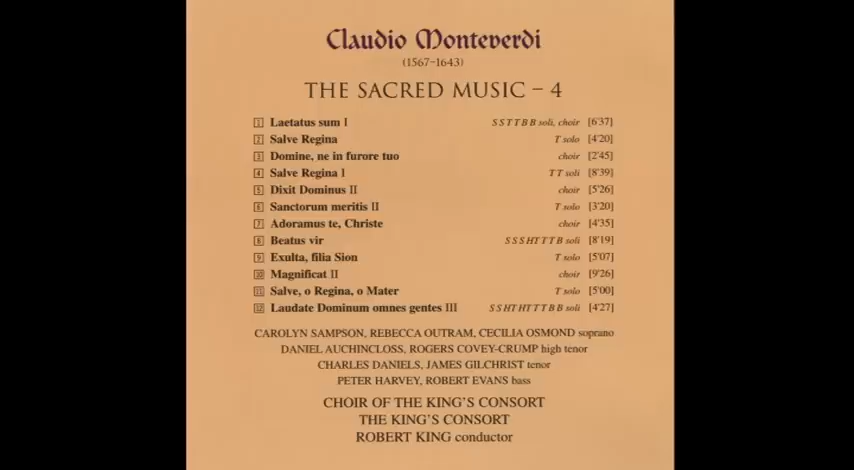 Claudio Monteverdi
(1567–1643)
THE SACRED MUSIC – 4
1 Laetatus sum I S S T T B B soli, choir [6'37]
2 Salve Regina T solo [4'20]
3 Domine, ne in furore tuo choir [2'45]
4 Salve Regina I T T soli [8'39]
5 Dixit Dominus II choir [5'26]
6 Sanctorum meritis II T solo [3'20]
7 Adoramus te, Christe choir [4'35]
8 Beatus vir S S S HT T T B soli [8'19]
9 Exulta, filia Sion T solo [5'07]
10 Magnificat II choir [9'26]
11 Salve, o Regina, o Mater T solo [5'00]
12 Laudate Dominum omnes gentes III S S HT HT T T B B soli [4'27]
CAROLYN SAMPSON, REBECCA OUTRAM, CECILIA OSMOND soprano
DANIEL AUCHINCLOSS, ROGERS COVEY-CRUMP high tenor
CHARLES DANIELS, JAMES GILCHRIST tenor
PETER HARVEY, ROBERT EVANS bass
CHOIR OF THE KING'S CONSORT
THE KING'S CONSORT
ROBERT KING conductor